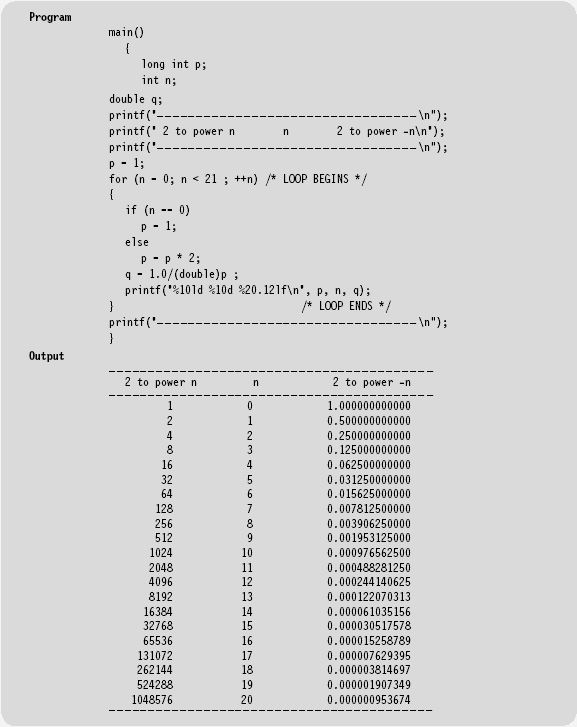 Program
main()
{
long int p;
int n;
double q;
printf("----------------------------------\n");
printf(" 2 to power n       n       2 to power -n\n");
printf("----------------------------------\n");
p = 1;
for (n = 0; n < 21 ; ++n) /* LOOP BEGINS */
{
if (n == 0)
p = 1;
else
p = p * 2;
q = 1.0/(double)p ;
printf("%10ld %10d %20.12lf\n", p, n, q);
}                    /* LOOP ENDS */
printf("----------------------------------\n");
}
Output
------------------------------------------
2 to power n       n       2 to power -n
------------------------------------------
1 0 1.000000000000
2 1 0.500000000000
4 2 0.250000000000
8 3 0.125000000000
16 4 0.062500000000
32 5 0.031250000000
64 6 0.015625000000
128 7 0.007812500000
256 8 0.003906250000
512 9 0.001953125000
1024 10 0.000976562500
2048 11 0.000488281250
4096 12 0.000244140625
8192 13 0.000122070313
16384 14 0.000061035156
32768 15 0.000030517578
65536 16 0.000015258789
131072 17 0.000007629395
262144 18 0.000003814697
524288 19 0.000001907349
1048576 20 0.000000953674
------------------------------------------